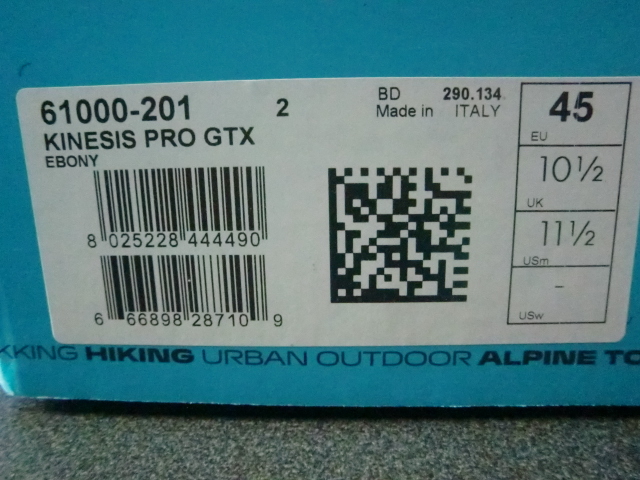 61000-201 2
KINESIS PRO GTX
EBONY
BD 290.134
Made in ITALY
8 025228 444490
6 66898 28710 9
45
EU
10½
UK
11½
USm
-
USw
KKING HIKING URBAN OUTDOOR ALPINE TO